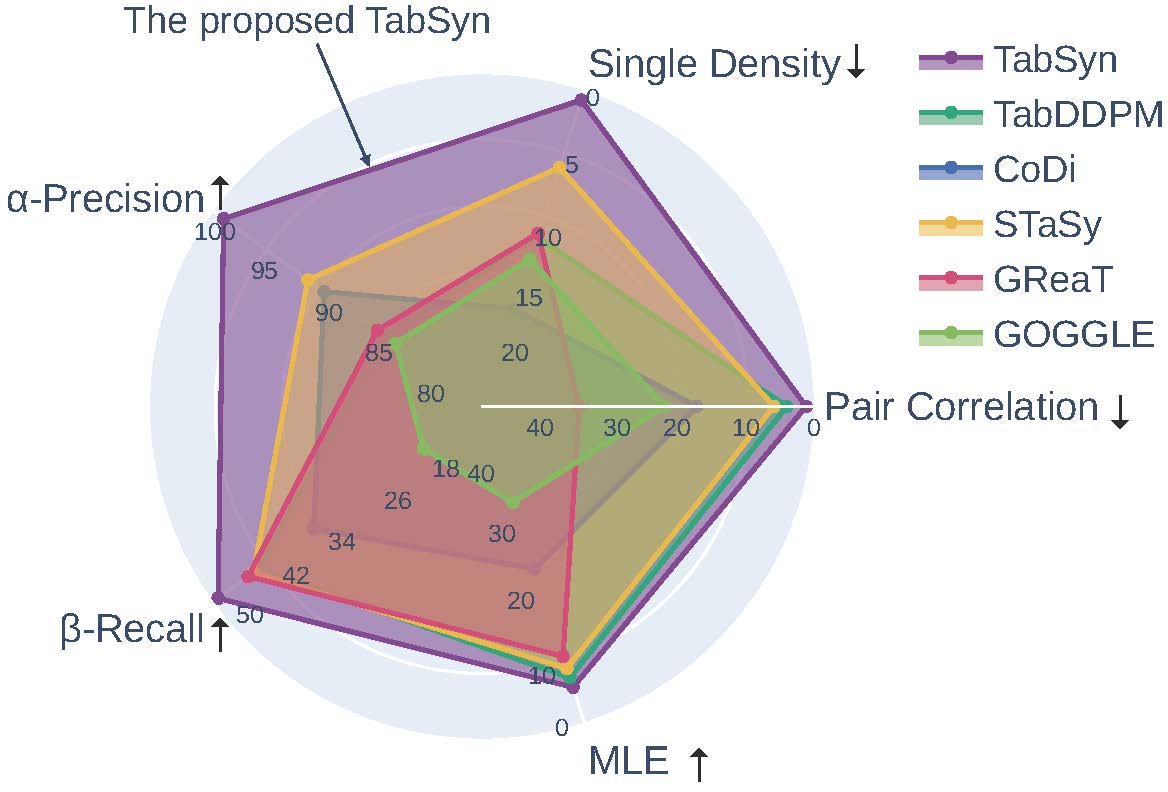 The proposed TabSyn
Single Density↓
TabSyn
TabDDPM
CoDi
STaSy
GReaT
GOGGLE
α-Precision↑
Pair Correlation ↓
β-Recall↑
MLE ↑
0
5
10
15
20
100
95
90
85
80
40
30
20
10
0
18
26
34
42
50
40
30
20
10
0